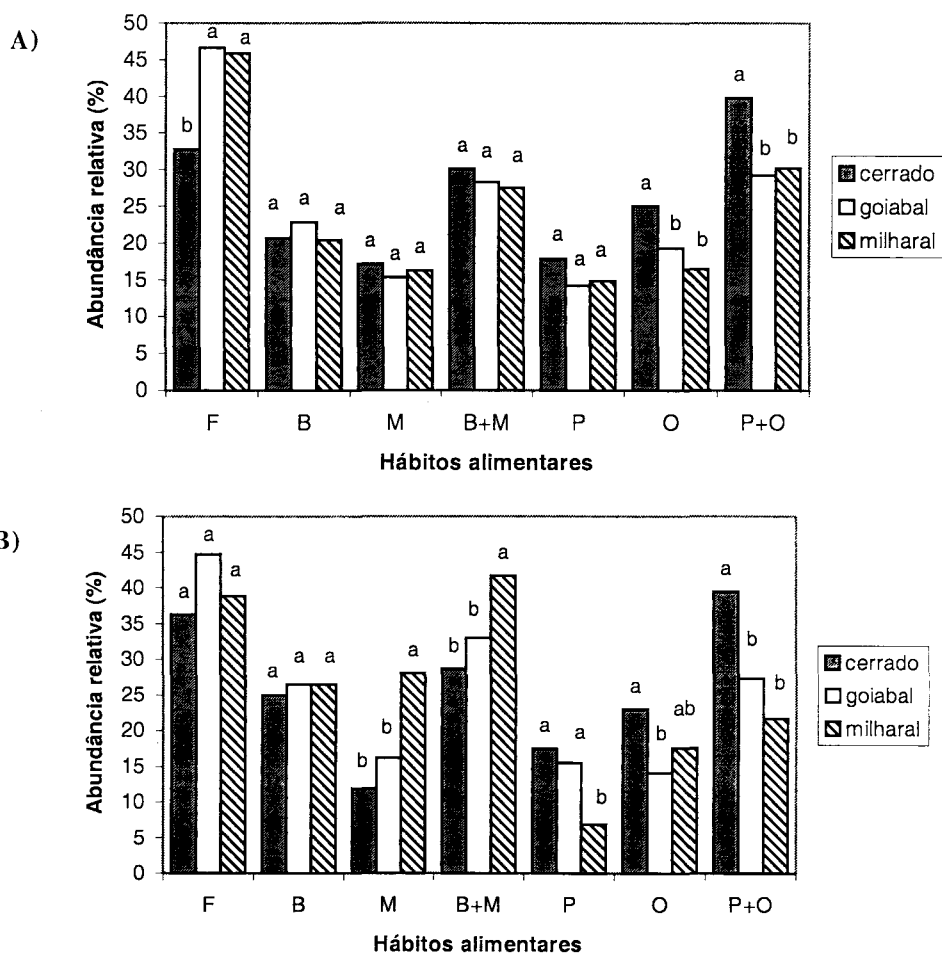 A)
Abundância relativa (%)
50
45
40
35
30
25
20
15
10
5
0
b a a
a a a
a a a
a a a
a a a
a b b
a b b
F B M B+M P O P+O
Hábitos alimentares
cerrado
goiabal
milharal
B)
Abundância relativa (%)
50
45
40
35
30
25
20
15
10
5
0
a a a
a a a
b b a
b b a
a a b
a b ab
a b b
F B M B+M P O P+O
Hábitos alimentares
cerrado
goiabal
milharal